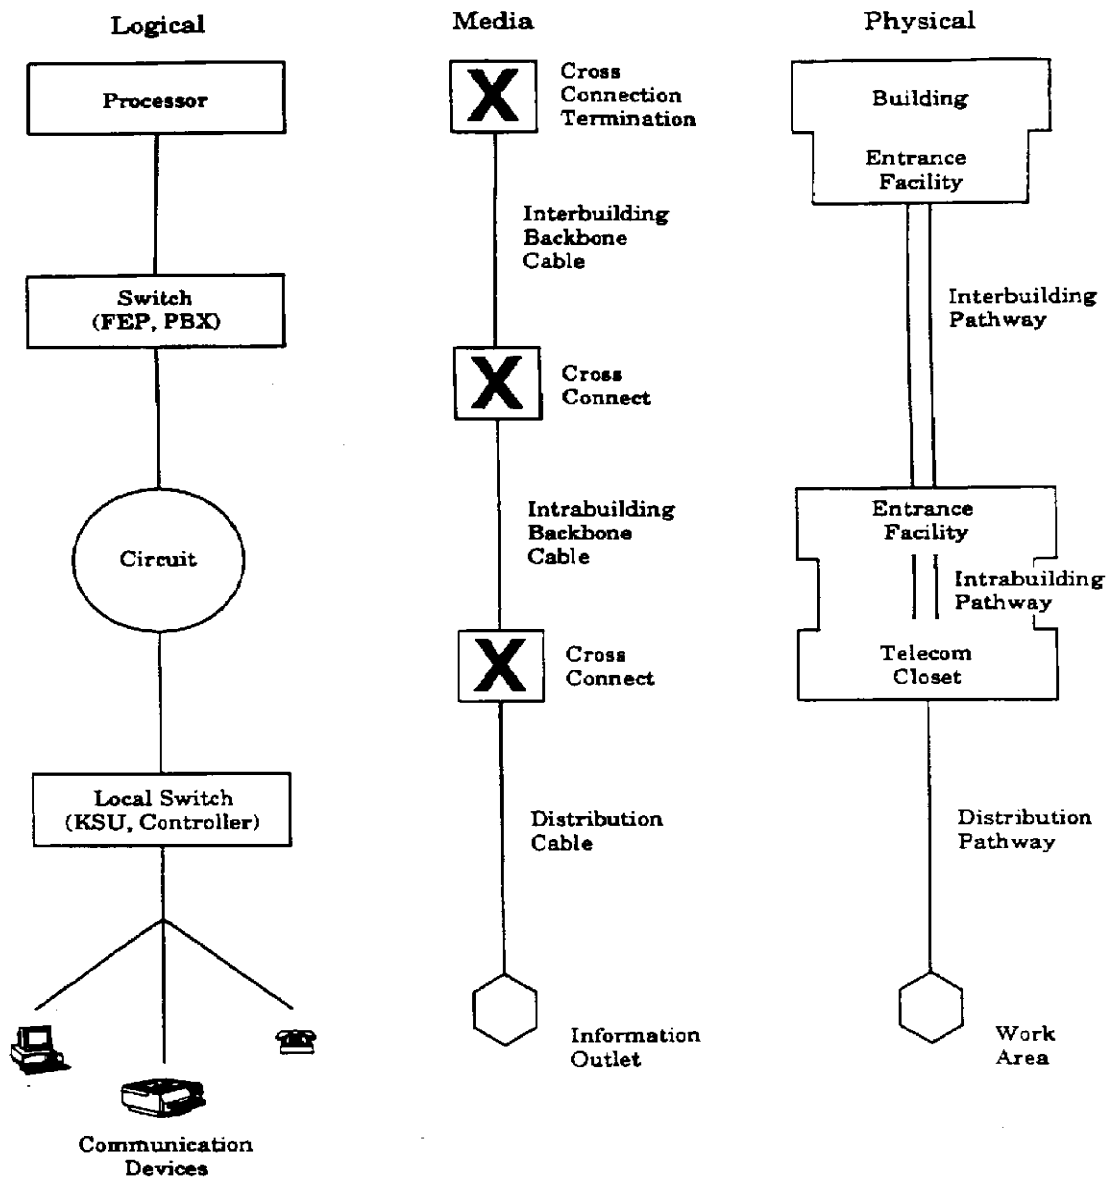 Logical
Processor
Switch
(FEP, PBX)
Circuit
Local Switch
(KSU, Controller)
Communication
Devices
Media
X
Cross
Connection
Termination
Interbuilding
Backbone
Cable
X
Cross
Connect
Intrabuilding
Backbone
Cable
X
Cross
Connect
Distribution
Cable
Information
Outlet
Physical
Building
Entrance
Facility
Interbuilding
Pathway
Entrance
Facility
Intrabuilding
Pathway
Telecom
Closet
Distribution
Pathway
Work
Area